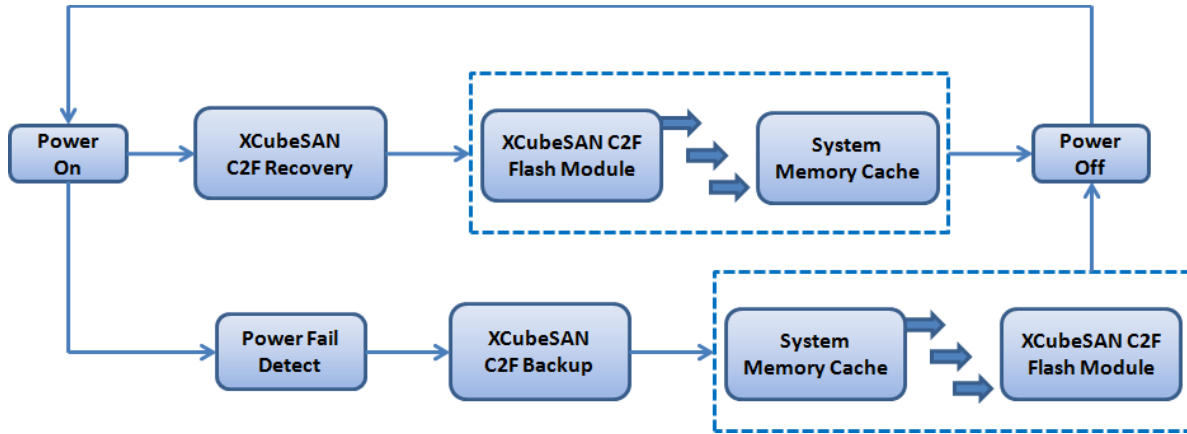 Power
On
XCubeSAN
C2F Recovery
XCubeSAN C2F
Flash Module
System
Memory Cache
Power
Off
Power Fail
Detect
XCubeSAN
C2F Backup
System
Memory Cache
XCubeSAN C2F
Flash Module